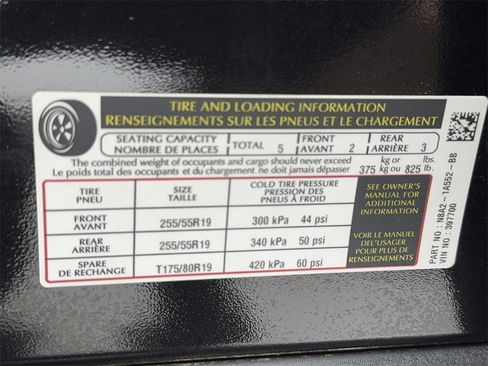 TIRE AND LOADING INFORMATION
RENSEIGNEMENTS SUR LES PNEUS ET LE CHARGEMENT
SEATING CAPACITY
NOMBRE DE PLACES
TOTAL 5
FRONT
AVANT 2
REAR
ARRIÈRE 3
The combined weight of occupants and cargo should never exceed
Le poids total des occupants et du chargement ne doit jamais dépasser
375 kg or
kg ou
825 lbs.
lb.
TIRE
PNEU
SIZE
TAILLE
COLD TIRE PRESSURE
PRESSION DES PNEUS
À FROID
FRONT
AVANT
255/55R19
300 kPa 44 psi
REAR
ARRIÈRE
255/55R19
340 kPa 50 psi
SPARE
DE RECHANGE
T175/80R19
420 kPa 60 psi
SEE OWNER'S
MANUAL FOR
ADDITIONAL
INFORMATION
VOIR LE MANUEL
DEL'USAGER
POUR PLUS DE
RENSEIGNEMENTS
PART NO : N8A2-1A552-BB
VIN NO : 397700